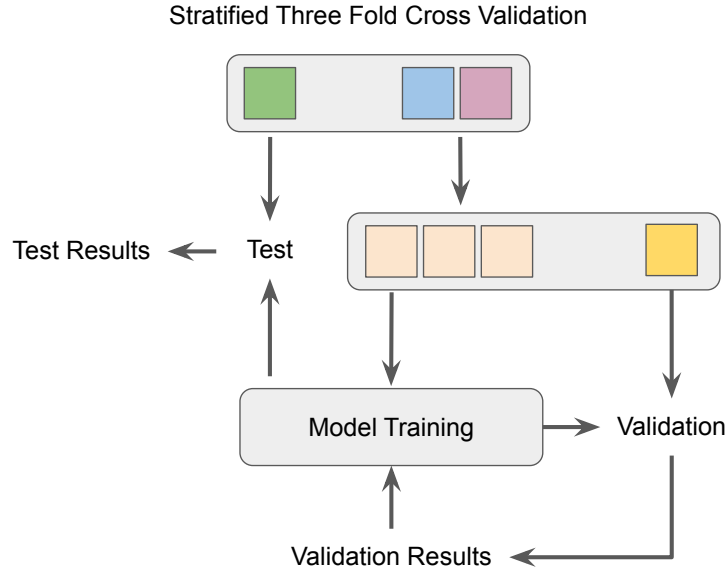 Stratified Three Fold Cross Validation
Test Results
Test
Model Training
Validation
Validation Results